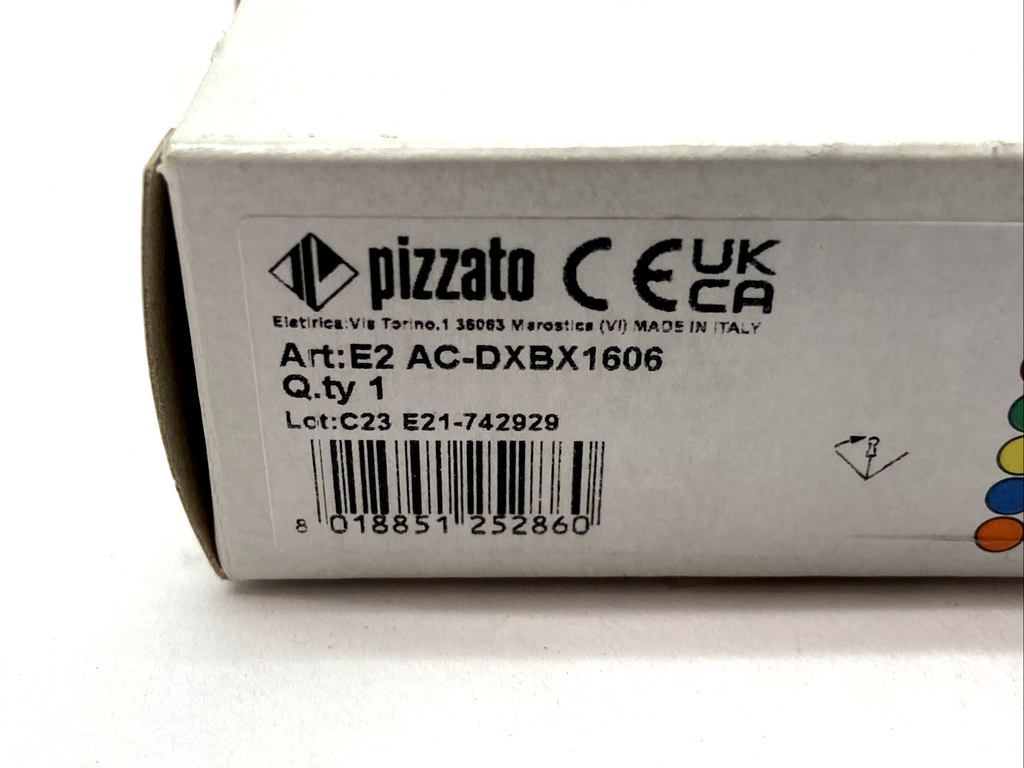 pizzato CE UK
CA
Elettrica:Via Torino,1 36063 Marostica (VI) MADE IN ITALY
Art:E2 AC-DXBX1606
Q.ty 1
Lot:C23 E21-742929
8 018851 252860